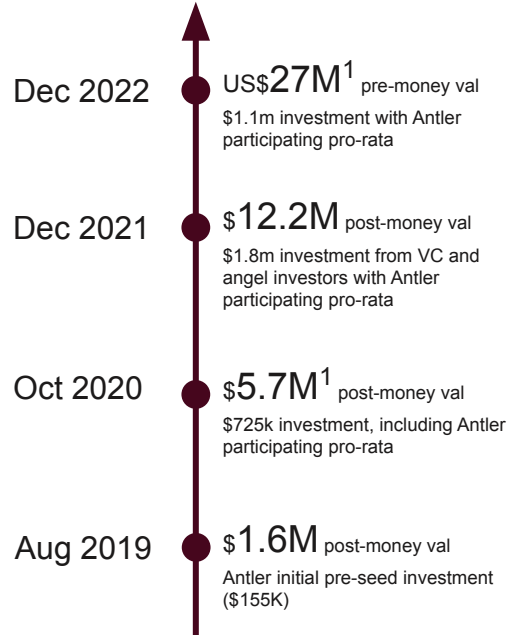 Dec 2022
US$27M1 pre-money val
$1.1m investment with Antler
participating pro-rata
Dec 2021
$12.2M post-money val
$1.8m investment from VC and
angel investors with Antler
participating pro-rata
Oct 2020
$5.7M1 post-money val
$725k investment, including Antler
participating pro-rata
Aug 2019
$1.6M post-money val
Antler initial pre-seed investment
($155K)